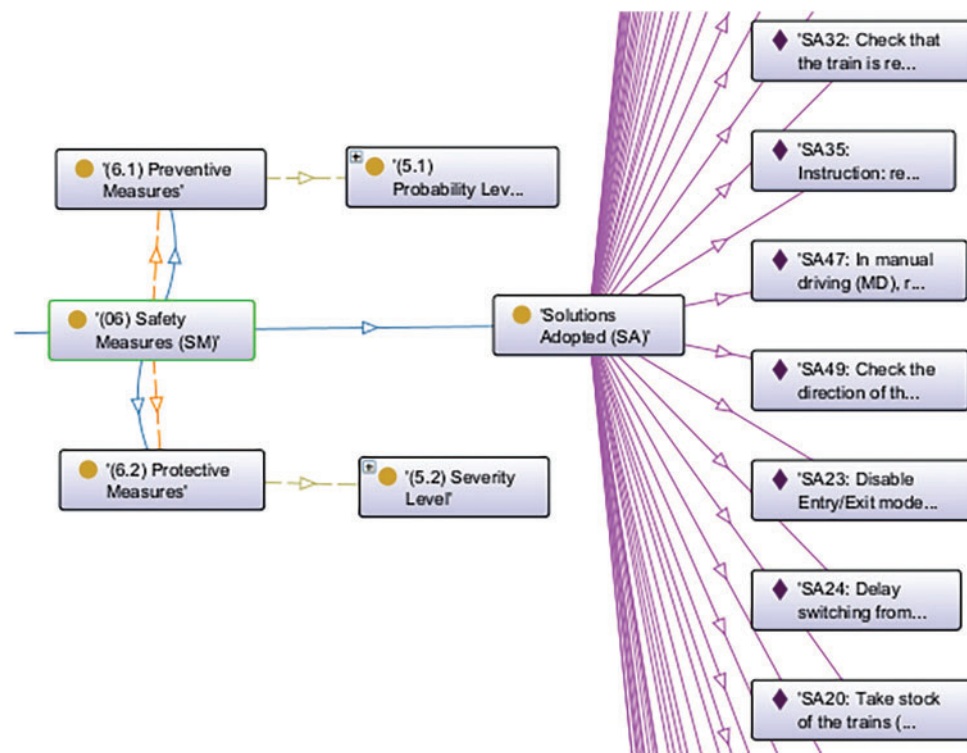 '(6.1) Preventive
Measures'
'(5.1)
Probability Lev...
'(06) Safety
Measures (SM)'
'(6.2) Protective
Measures'
'(5.2) Severity
Level'
'Solutions
Adopted (SA)'
'SA32: Check that
the train is re...
'SA35:
Instruction: re...
'SA47: In manual
driving (MD), r...
'SA49: Check the
direction of th...
'SA23: Disable
Entry/Exit mode...
'SA24: Delay
switching from...
'SA20: Take stock
of the trains (...